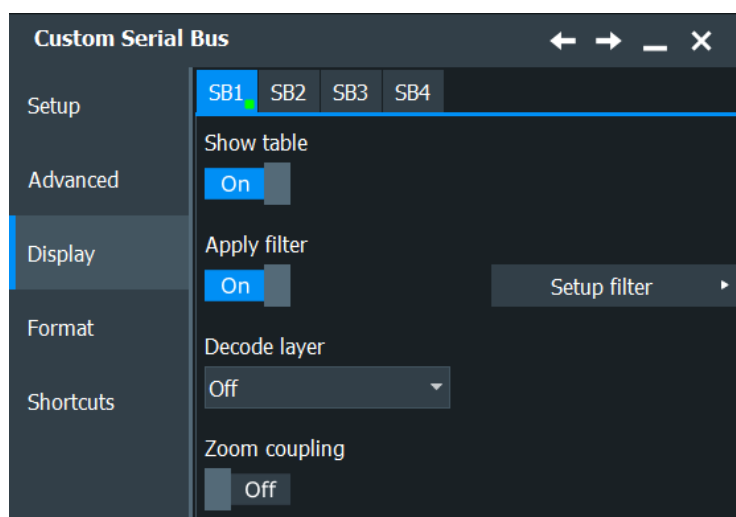 Custom Serial Bus
Setup
Advanced
Display
Format
Shortcuts
SB1 SB2 SB3 SB4
Show table
On
Apply filter
On Setup filter
Decode layer
Off
Zoom coupling
Off